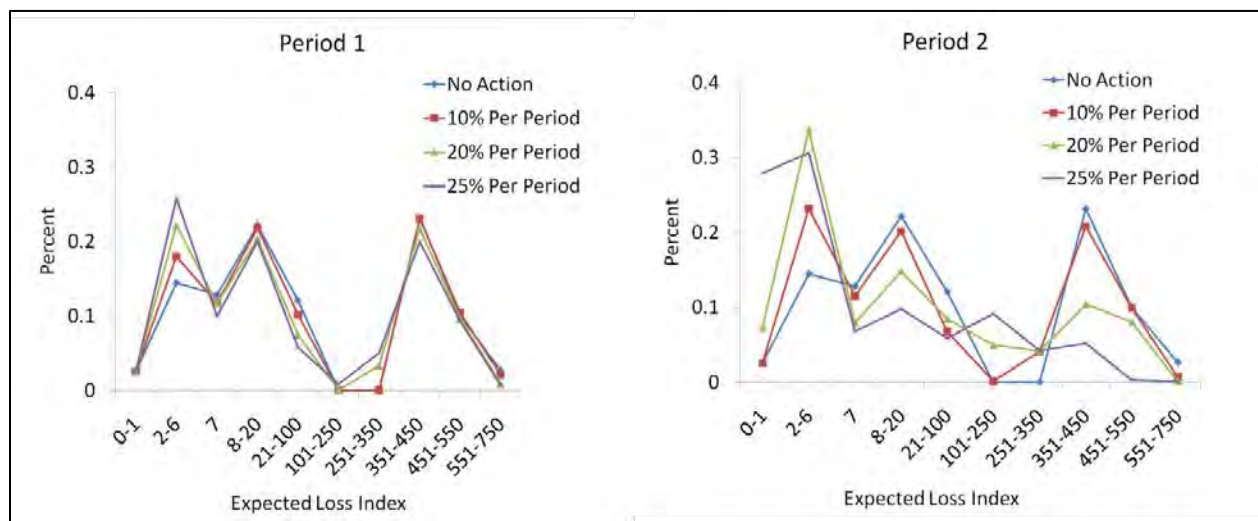 Period 1
No Action
10% Per Period
20% Per Period
25% Per Period
0.4
0.3
0.2
0.1
0
Percent
0-1
2-6
7
8-20
21-100
101-250
251-350
351-450
451-550
551-750
Expected Loss Index
Period 2
No Action
10% Per Period
20% Per Period
25% Per Period
0.4
0.3
0.2
0.1
0
Percent
0-1
2-6
7
8-20
21-100
101-250
251-350
351-450
451-550
551-750
Expected Loss Index